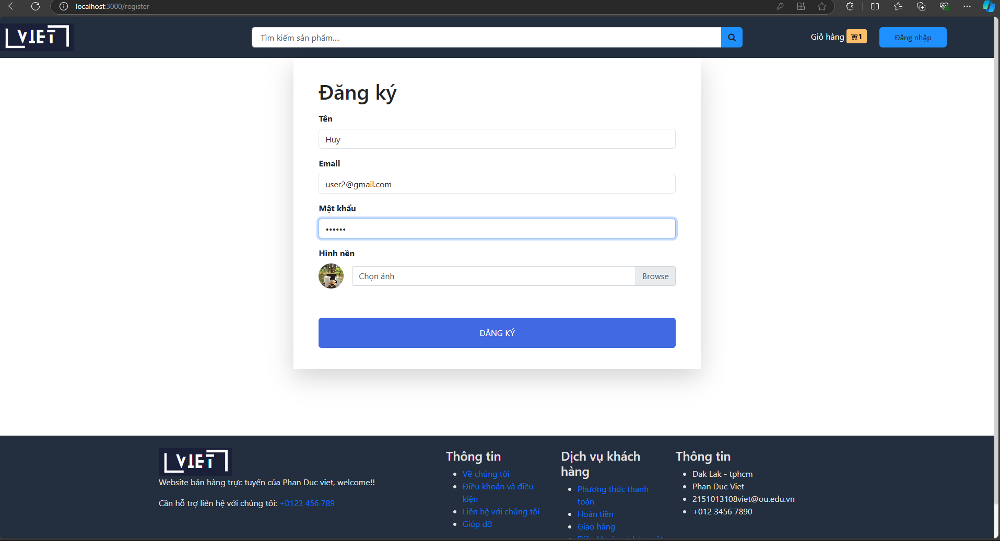 localhost:3000/register
VIET
Tìm kiếm sản phẩm....
Giỏ hàng 1
Đăng nhập
Đăng ký
Tên
Huy
Email
user2@gmail.com
Mật khẩu
••••••
Hình nền
Chọn ảnh
Browse
ĐĂNG KÝ
VIET
Website bán hàng trực tuyến của Phan Duc viet, welcome!!
Cần hỗ trợ liên hệ với chúng tôi: +0123 456 789
Thông tin
Về chúng tôi
Điều khoản và điều
kiện
Liên hệ với chúng tôi
Giúp đỡ
Dịch vụ khách
hàng
Phương thức thanh
toán
Hoàn tiền
Giao hàng
Điều khoản và bảo mật
Thông tin
Dak Lak - tphcm
Phan Duc Viet
2151013108viet@ou.edu.vn
+012 3456 7890